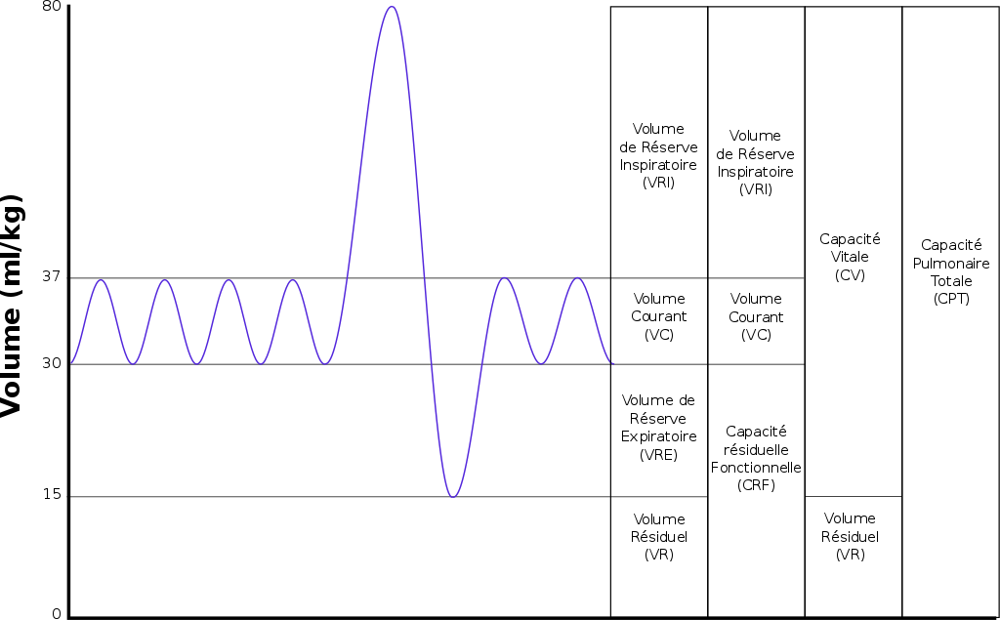 80
37
30
15
0
Volume (ml/kg)
Volume
de Réserve
Inspiratoire
(VRI)
Volume
Courant
(VC)
Volume de
Réserve
Expiratoire
(VRE)
Volume
Résiduel
(VR)
Volume
de Réserve
Inspiratoire
(VRI)
Volume
Courant
(VC)
Capacité
résiduelle
Fonctionnelle
(CRF)
Capacité
Vitale
(CV)
Volume
Résiduel
(VR)
Capacité
Pulmonaire
Totale
(CPT)